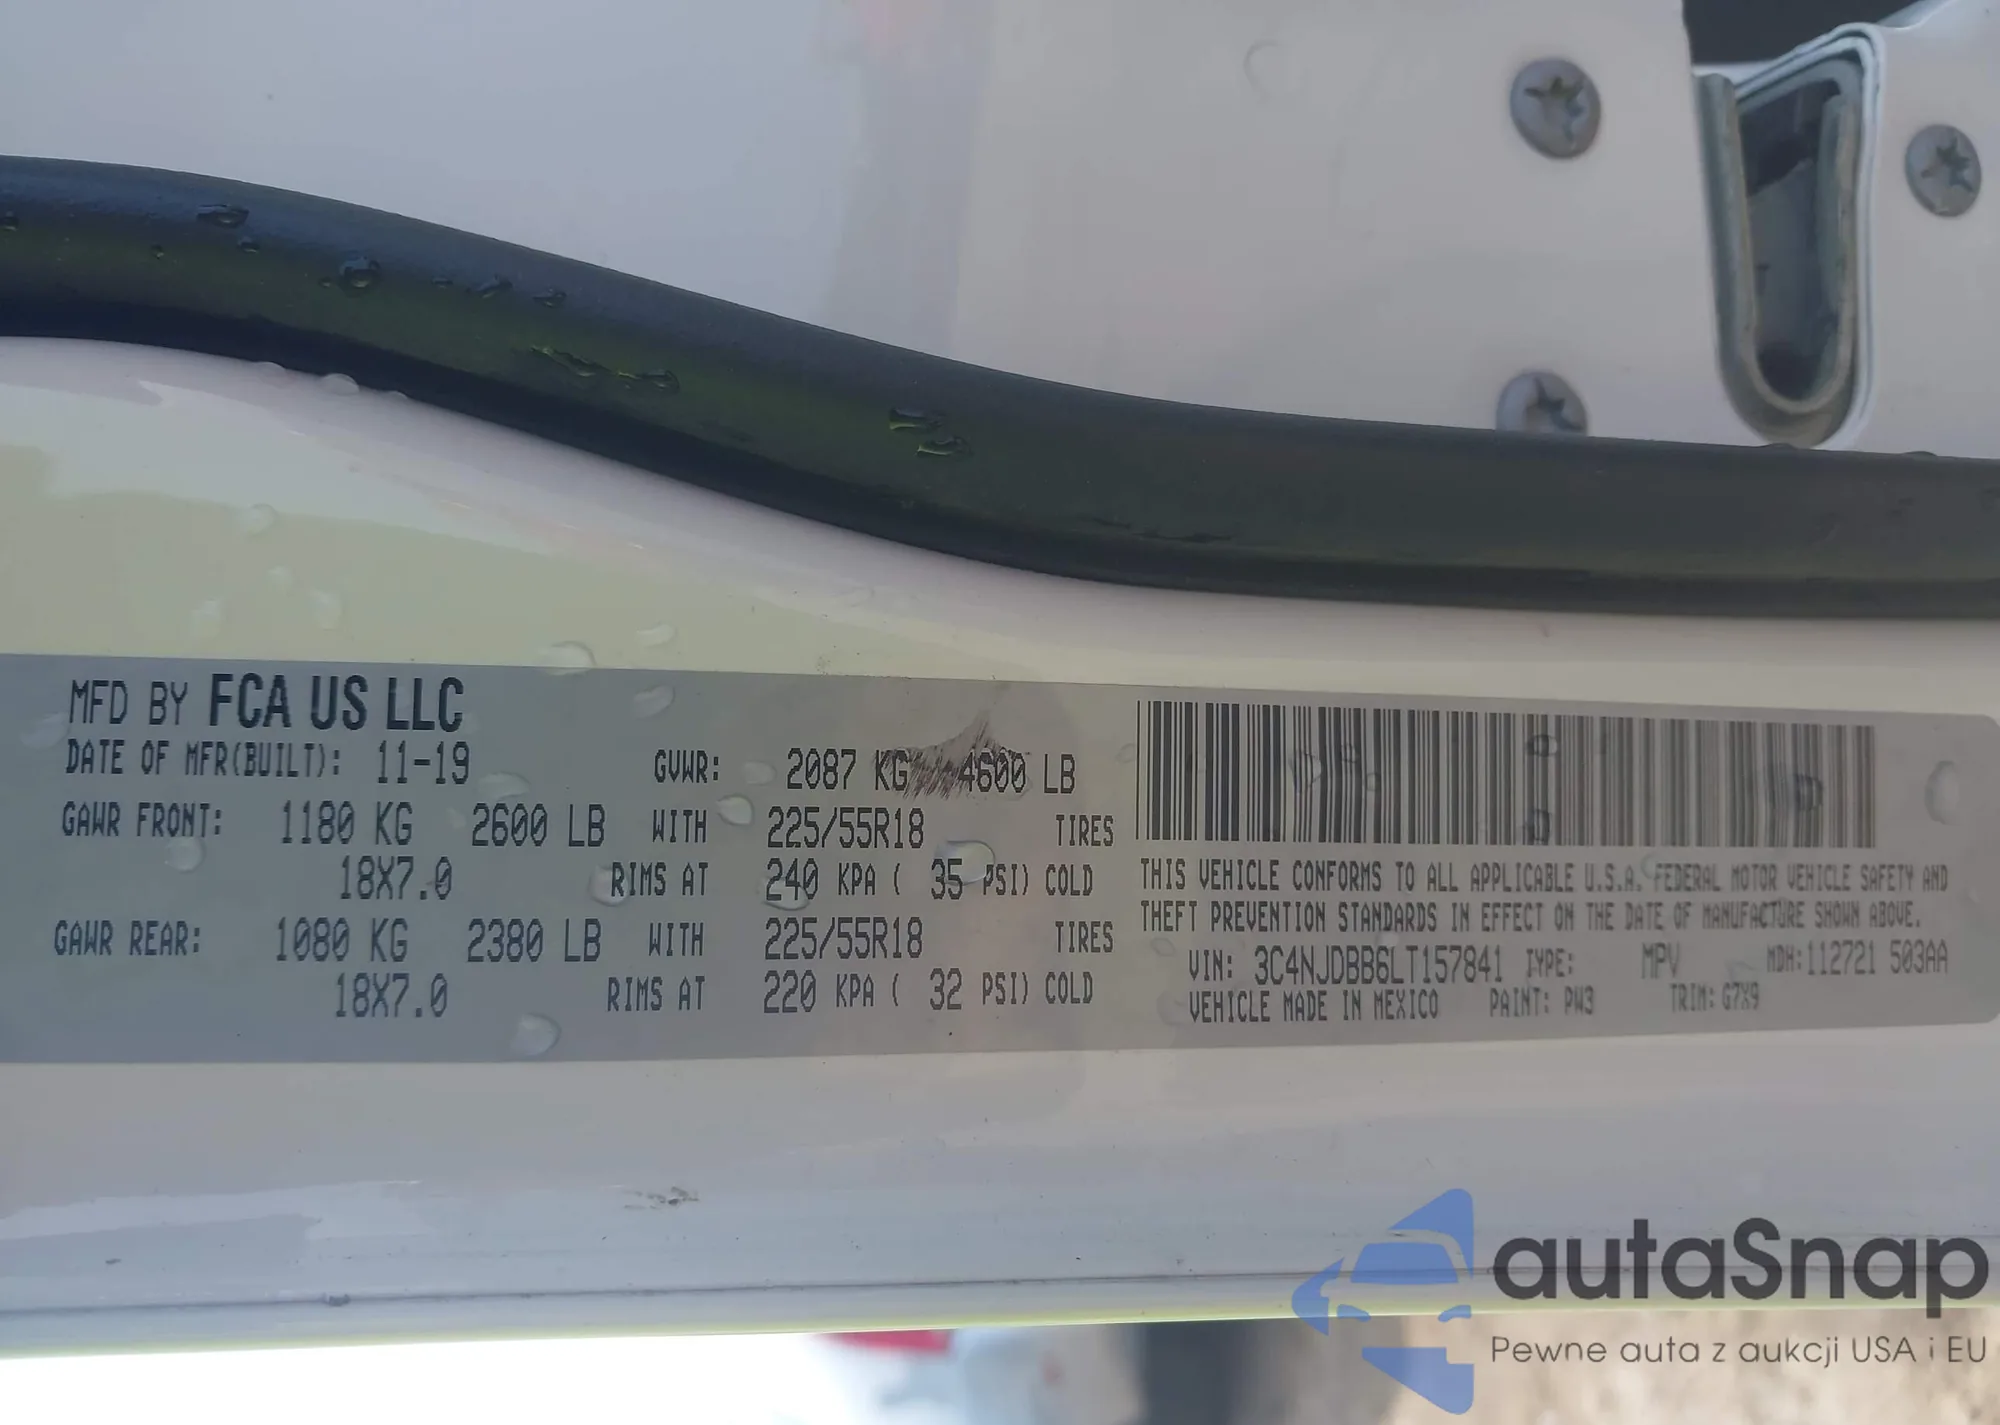 MFD BY FCA US LLC
DATE OF MFR(BUILT): 11-19 GVWR: 2087 KG 4600 LB
GAWR FRONT: 1180 KG 2600 LB WITH 225/55R18 TIRES
18X7.0 RIMS AT 240 KPA ( 35 PSI) COLD
GAWR REAR: 1080 KG 2380 LB WITH 225/55R18 TIRES
18X7.0 RIMS AT 220 KPA ( 32 PSI) COLD
THIS VEHICLE CONFORMS TO ALL APPLICABLE U.S.A. FEDERAL MOTOR VEHICLE SAFETY AND
THEFT PREVENTION STANDARDS IN EFFECT ON THE DATE OF MANUFACTURE SHOWN ABOVE.
VIN: 3C4NJDBB6LT157841 TYPE: MPV MDH:112721 503AA
VEHICLE MADE IN MEXICO PAINT: PW3 TRIM: G7X9
autaSnap
Pewne auta z aukcji USA i EU